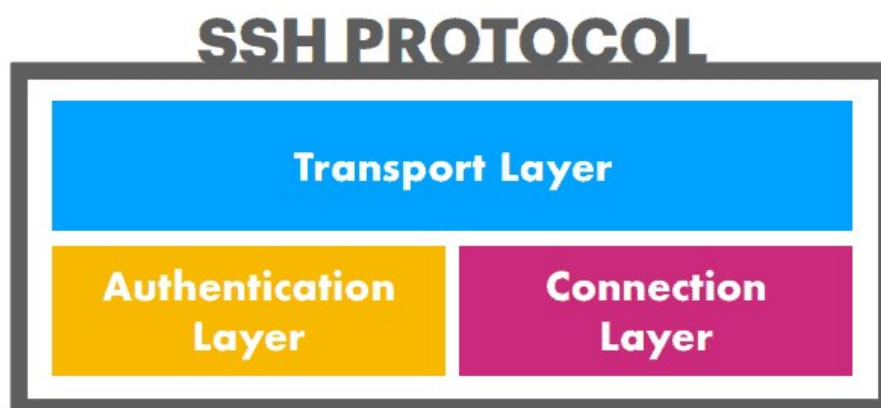 SSH PROTOCOL
Transport Layer
Authentication
Layer
Connection
Layer